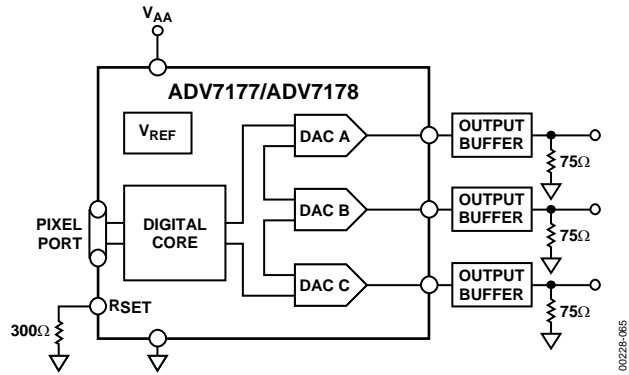 VAA
ADV7177/ADV7178
VREF
DAC A
OUTPUT
BUFFER
75Ω
PIXEL
PORT
DIGITAL
CORE
DAC B
OUTPUT
BUFFER
75Ω
DAC C
OUTPUT
BUFFER
75Ω
RSET
300Ω
00228-065